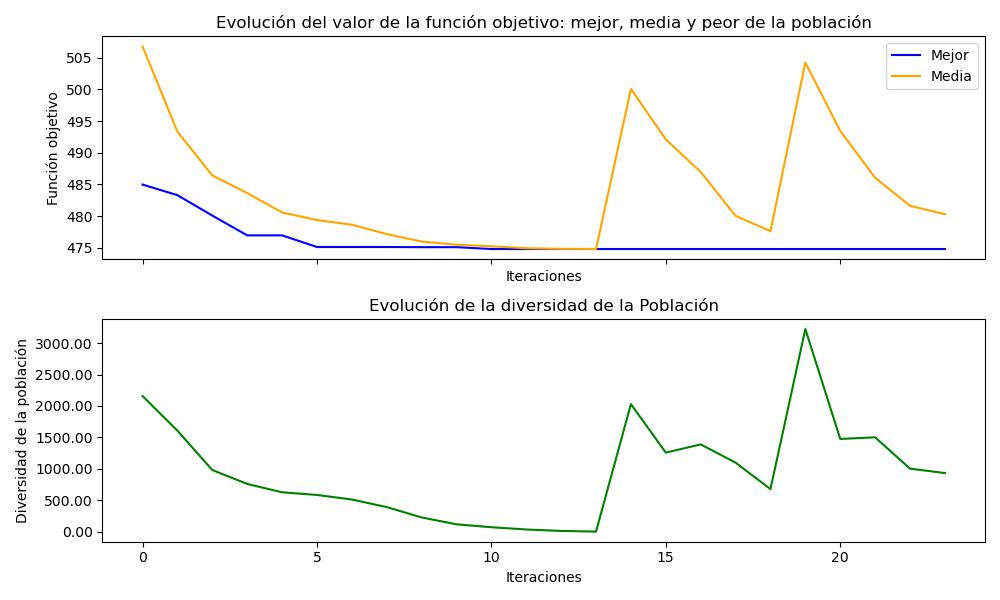 Evolución del valor de la función objetivo: mejor, media y peor de la población
Función objetivo
505
500
495
490
485
480
475
Mejor
Media
Iteraciones
Evolución de la diversidad de la Población
Diversidad de la población
3000.00
2500.00
2000.00
1500.00
1000.00
500.00
0.00
0 5 10 15 20
Iteraciones